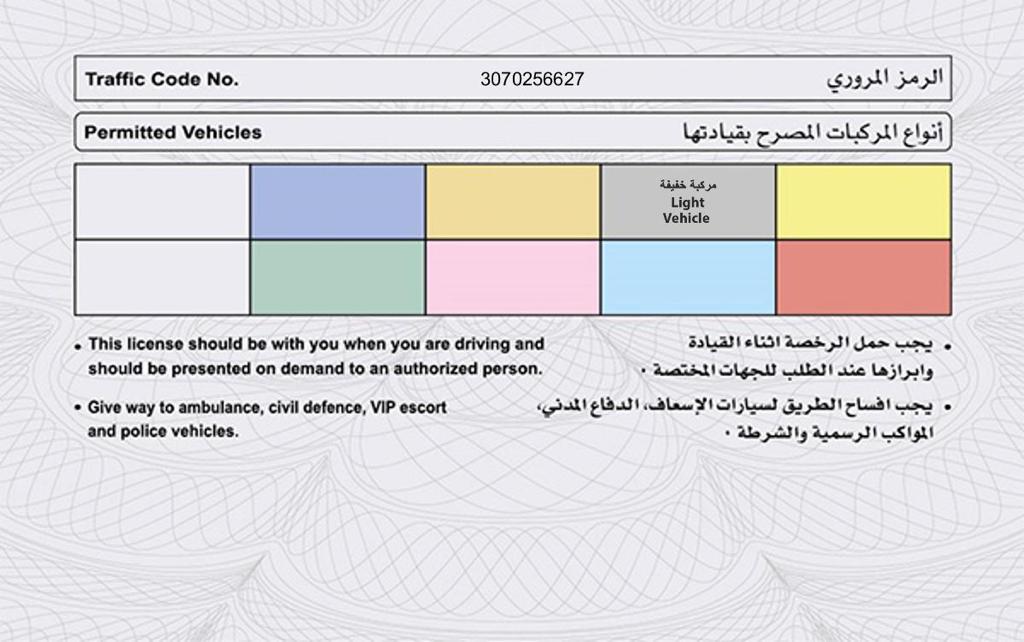 Traffic Code No. 3070256627 الرمز المروري
Permitted Vehicles أنواع المركبات المصرح بقيادتها
مركبة خفيفة
Light
Vehicle
• This license should be with you when you are driving and
should be presented on demand to an authorized person.
• يجب حمل الرخصة اثناء القيادة
وابرازها عند الطلب للجهات المختصة .
• Give way to ambulance, civil defence, VIP escort
and police vehicles.
• يجب افساح الطريق لسيارات الإسعاف، الدفاع المدني،
المواكب الرسمية والشرطة .